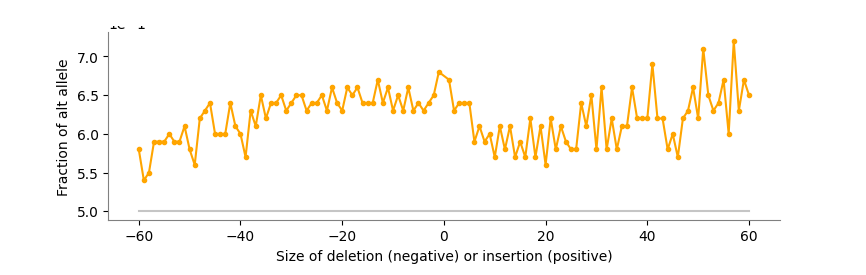 7.0
6.5
6.0
5.5
5.0
Fraction of alt allele
−60 −40 −20 0 20 40 60
Size of deletion (negative) or insertion (positive)